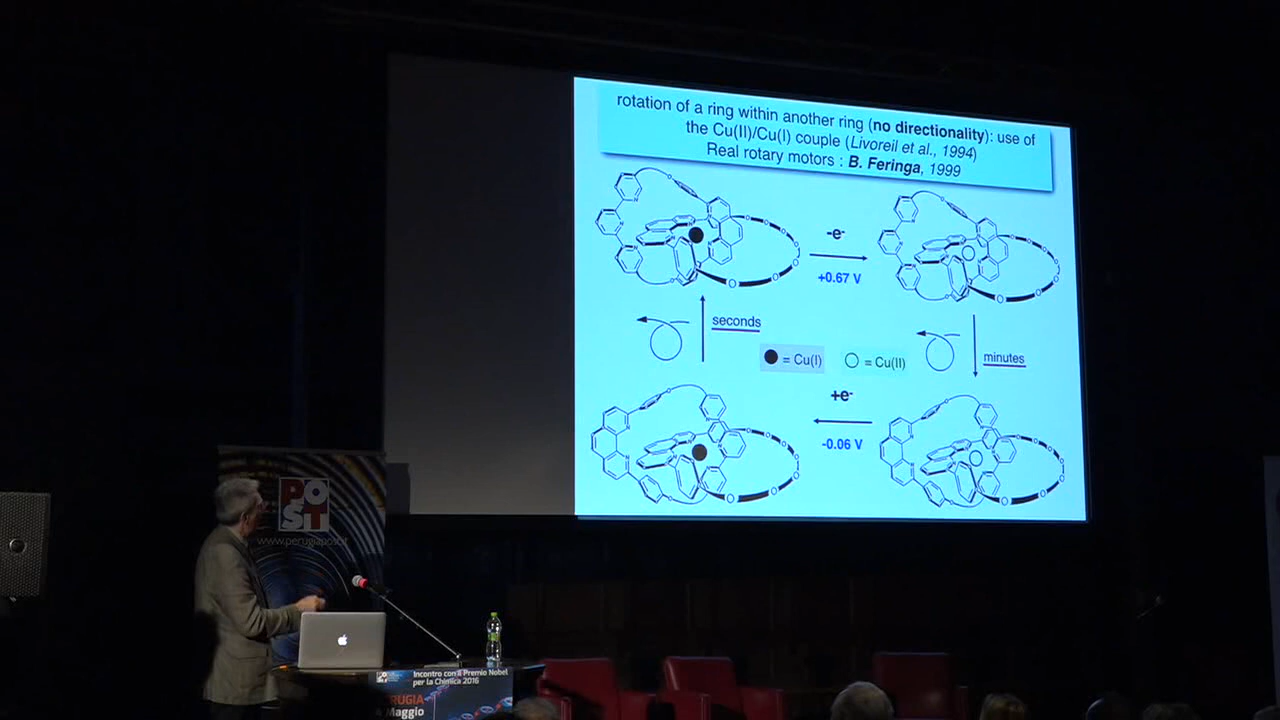 rotation of a ring within another ring (no directionality): use of
the Cu(II)/Cu(I) couple (Livoreil et al., 1994)
Real rotary motors : B. Feringa, 1999
-e-
+0.67 V
seconds
= Cu(I)
= Cu(II)
minutes
+e-
-0.06 V
PO
ST
www.perugiapost.it
Incontro con il Premio Nobel
per la Chimica 2016
Maggio